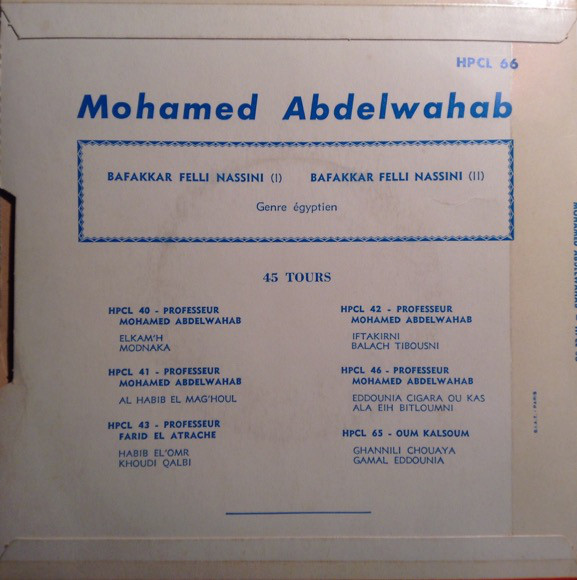 HPCL 66
Mohamed Abdelwahab
BAFAKKAR FELLI NASSINI (I) BAFAKKAR FELLI NASSINI (II)
Genre égyptien
45 TOURS
HPCL 40 - PROFESSEUR
MOHAMED ABDELWAHAB
ELKAM'H
MODNAKA
HPCL 41 - PROFESSEUR
MOHAMED ABDELWAHAB
AL HABIB EL MAG'HOUL
HPCL 43 - PROFESSEUR
FARID EL ATRACHE
HABIB EL'OMR
KHOUDI QALBI
HPCL 42 - PROFESSEUR
MOHAMED ABDELWAHAB
IFTAKIRNI
BALACH TIBOUSNI
HPCL 46 - PROFESSEUR
MOHAMED ABDELWAHAB
EDDOUNIA CIGARA OU KAS
ALA EIH BITLOUMNI
HPCL 65 - OUM KALSOUM
GHANNILI CHOUAYA
GAMAL EDDOUNIA